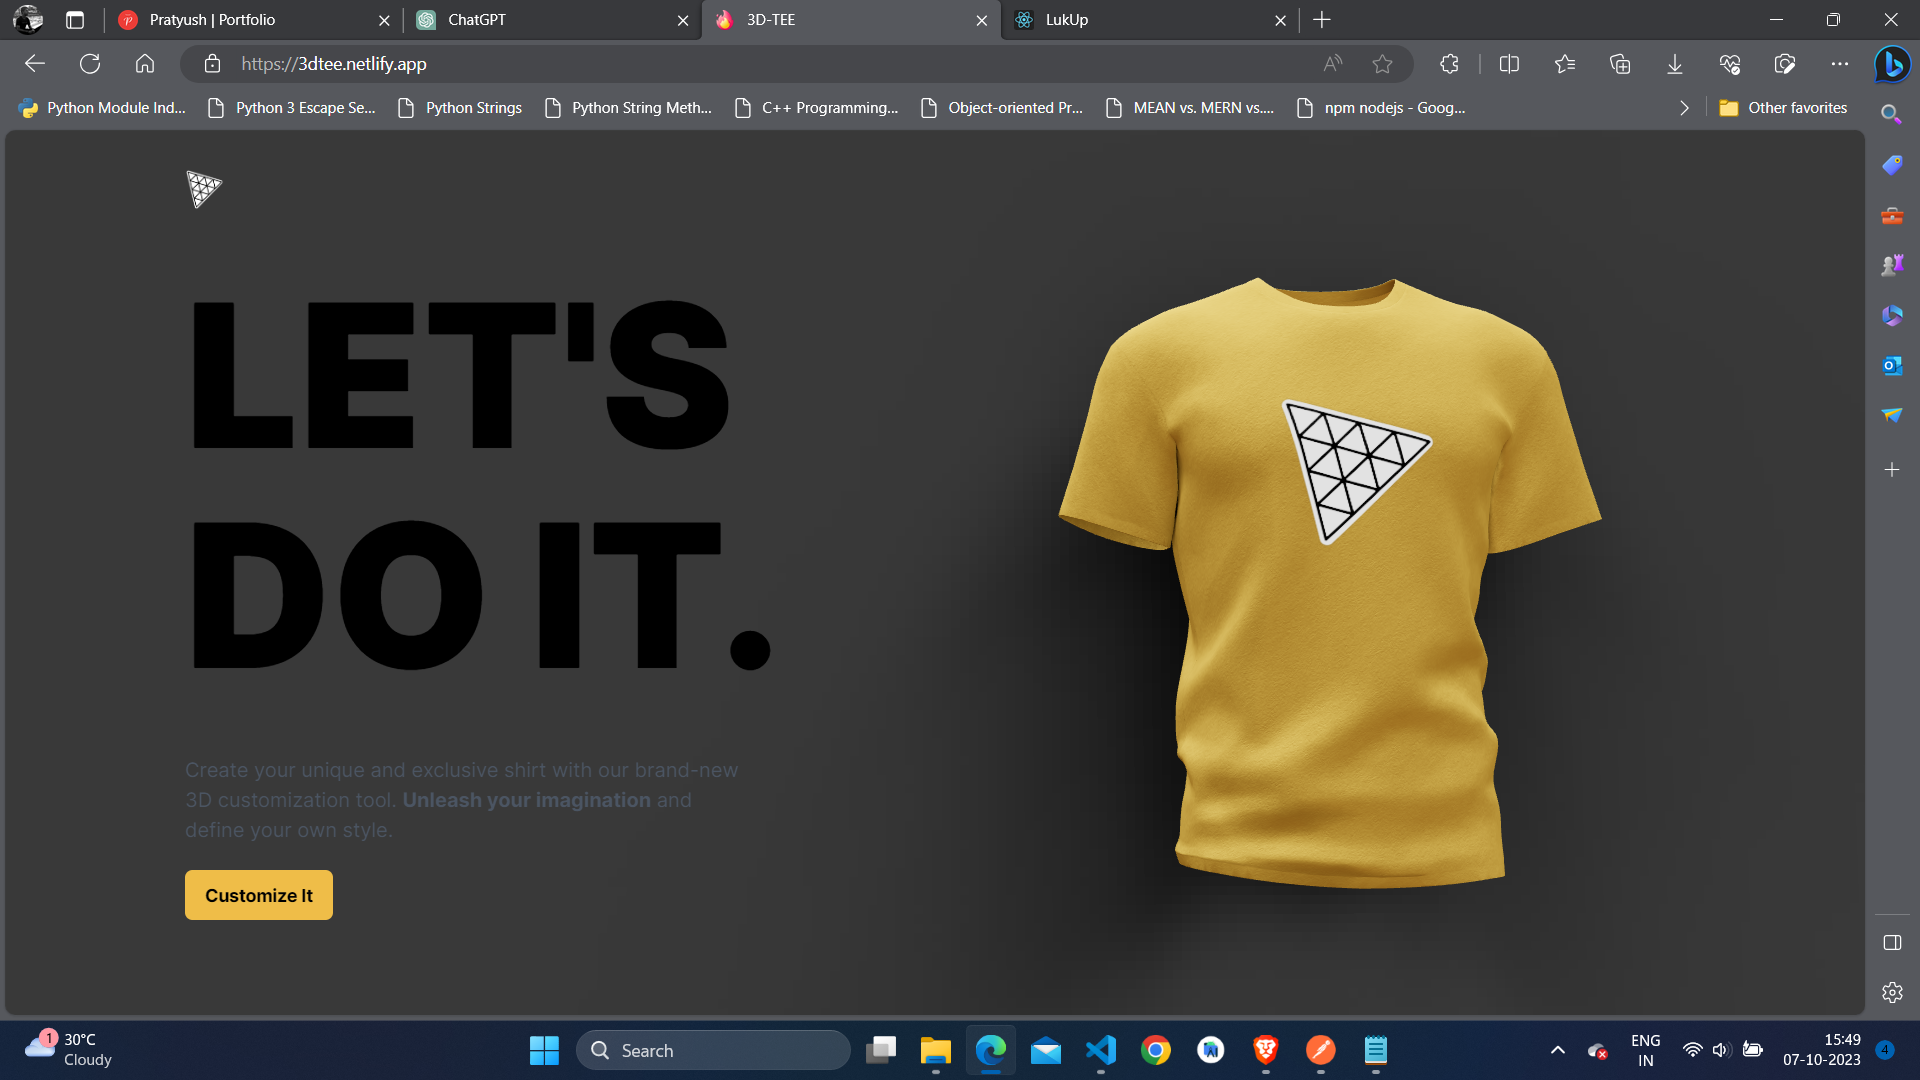 Pratyush | Portfolio
ChatGPT
3D-TEE
LukUp
https://3dtee.netlify.app
Python Module Ind...
Python 3 Escape Se...
Python Strings
Python String Meth...
C++ Programming...
Object-oriented Pr...
MEAN vs. MERN vs....
npm nodejs - Goog...
Other favorites
LET'S
DO IT.
Create your unique and exclusive shirt with our brand-new
3D customization tool. Unleash your imagination and
define your own style.
Customize It
1
30°C
Cloudy
Search
ENG
IN
15:49
07-10-2023
4